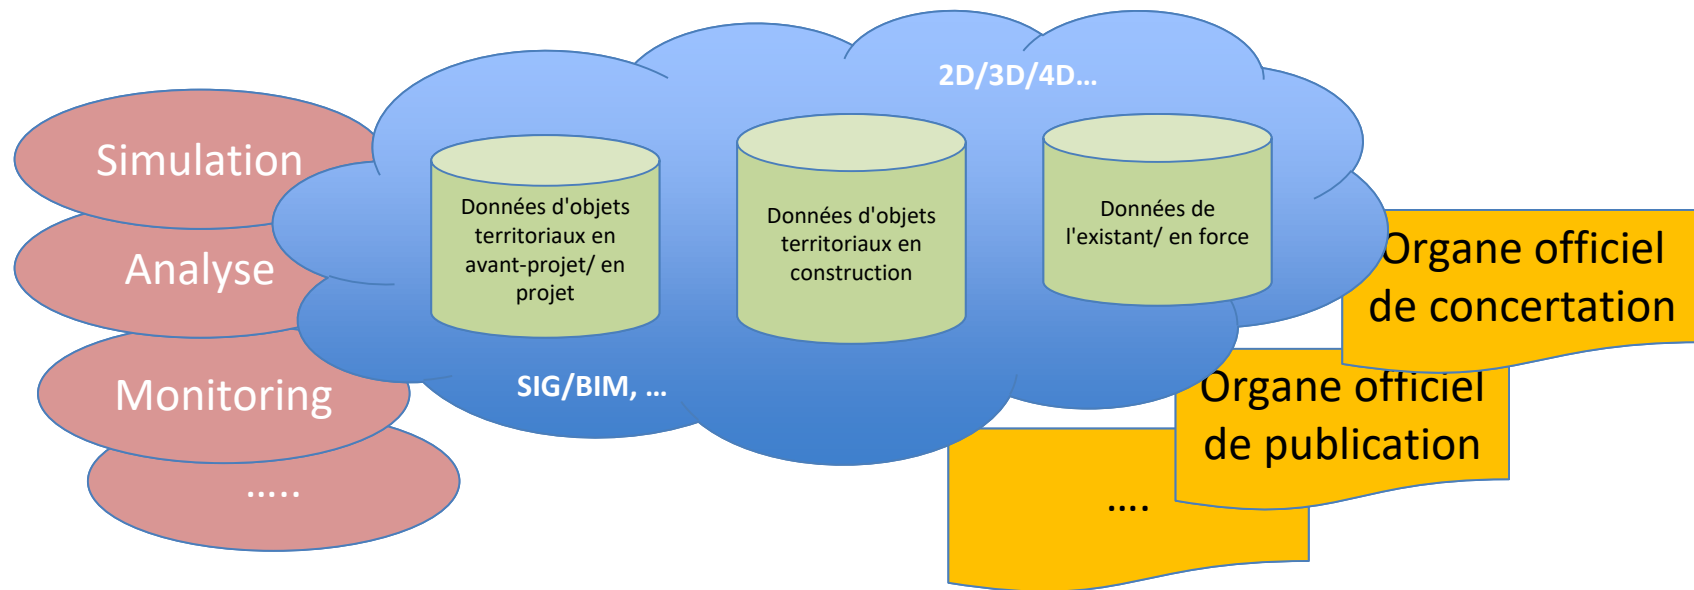 2D/3D/4D…
Simulation
Analyse
Monitoring
…..
Données d'objets
territoriaux en
avant-projet/ en
projet
Données d'objets
territoriaux en
construction
Données de
l'existant/ en force
SIG/BIM, …
Organe officiel
de concertation
Organe officiel
de publication
….